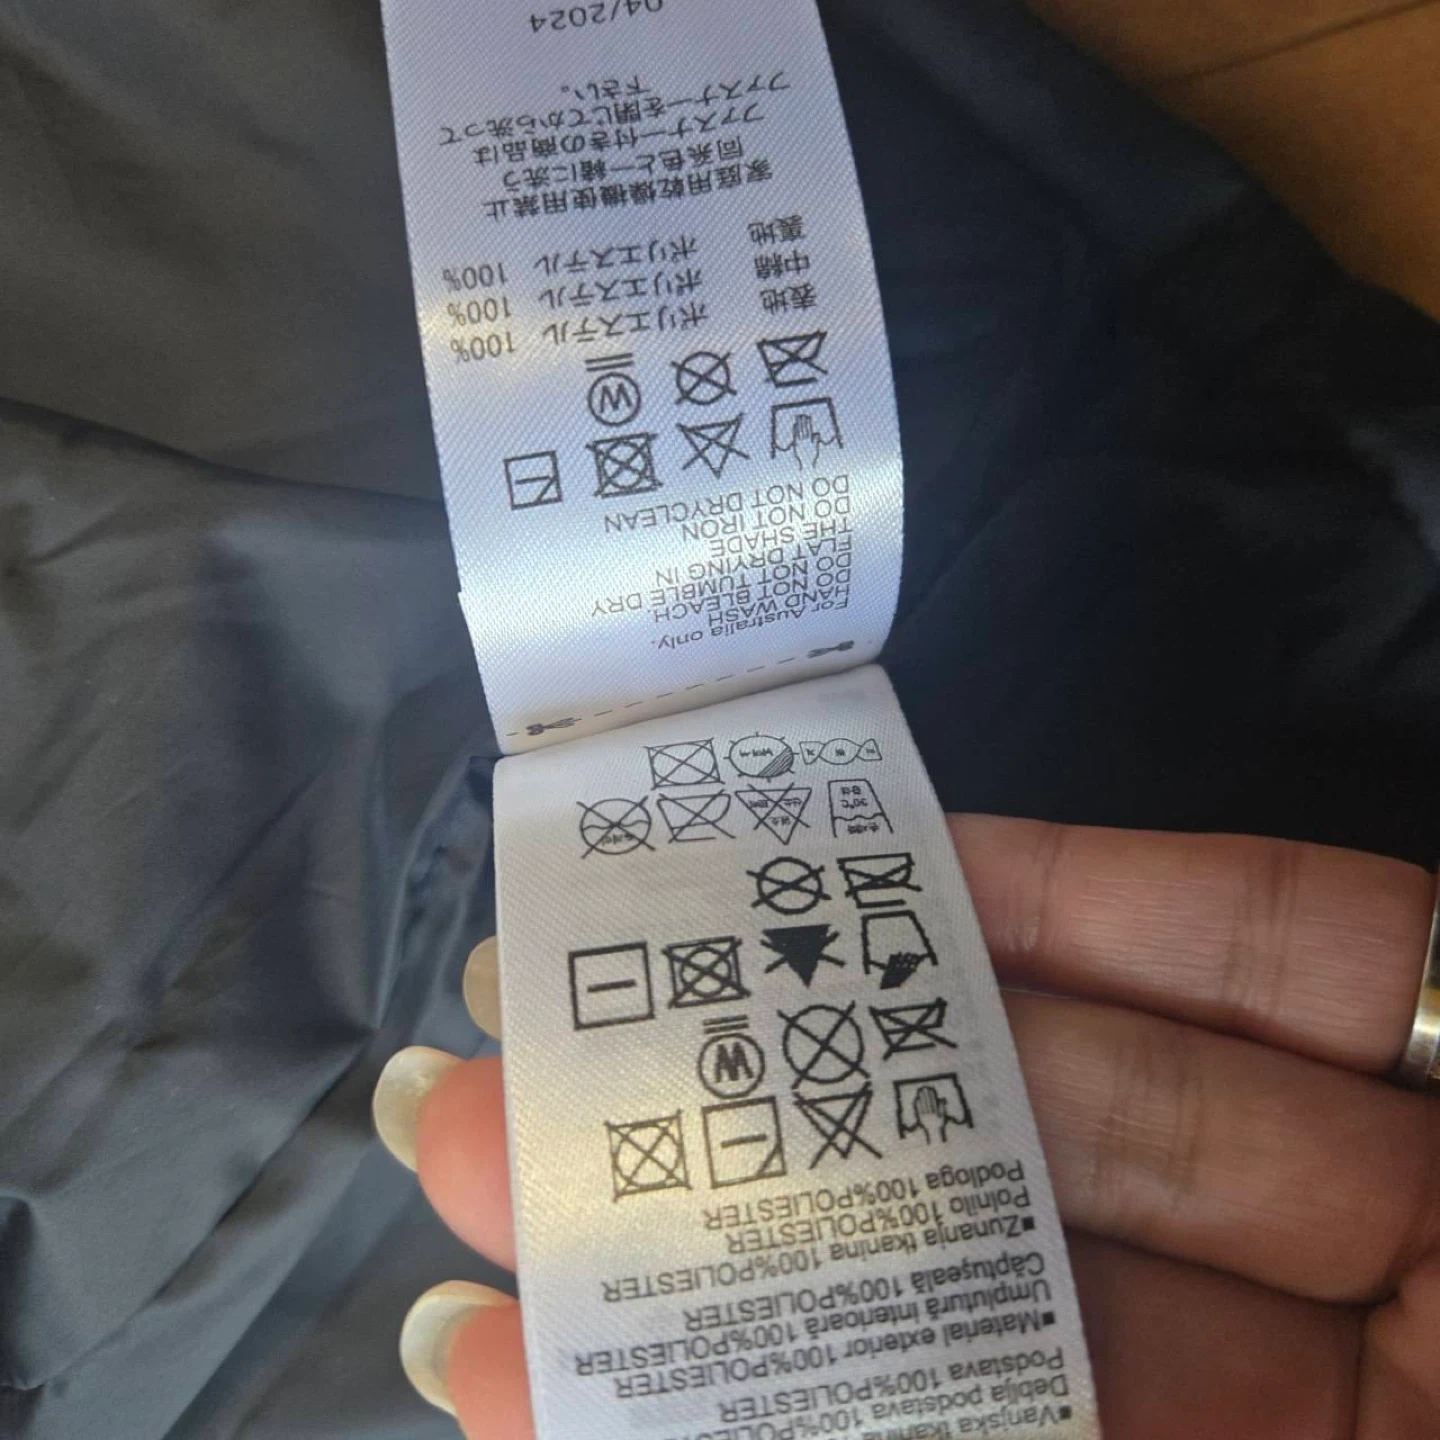 ■Vanjska tkanina
Deblja podstava 100%
Podstava 100%POLIESTER
■Material exterior 100%POLIESTER
Umplutură interioară 100%POLIESTER
Căptușeală 100%POLIESTER
■Zunanja tkanina 100%POLIESTER
Polnilo 100%POLIESTER
Podloga 100%POLIESTER
W
30℃
For Australia only.
HAND WASH
DO NOT BLEACH
DO NOT TUMBLE DRY
FLAT DRYING IN
THE SHADE
DO NOT IRON
DO NOT DRYCLEAN
W
表地 ポリエステル 100%
中綿 ポリエステル 100%
裏地 ポリエステル 100%
家庭用乾燥機使用禁止
同系色と一緒に洗う
ファスナー付きの商品は
ファスナーを閉じてから洗って
下さい。
04/2024